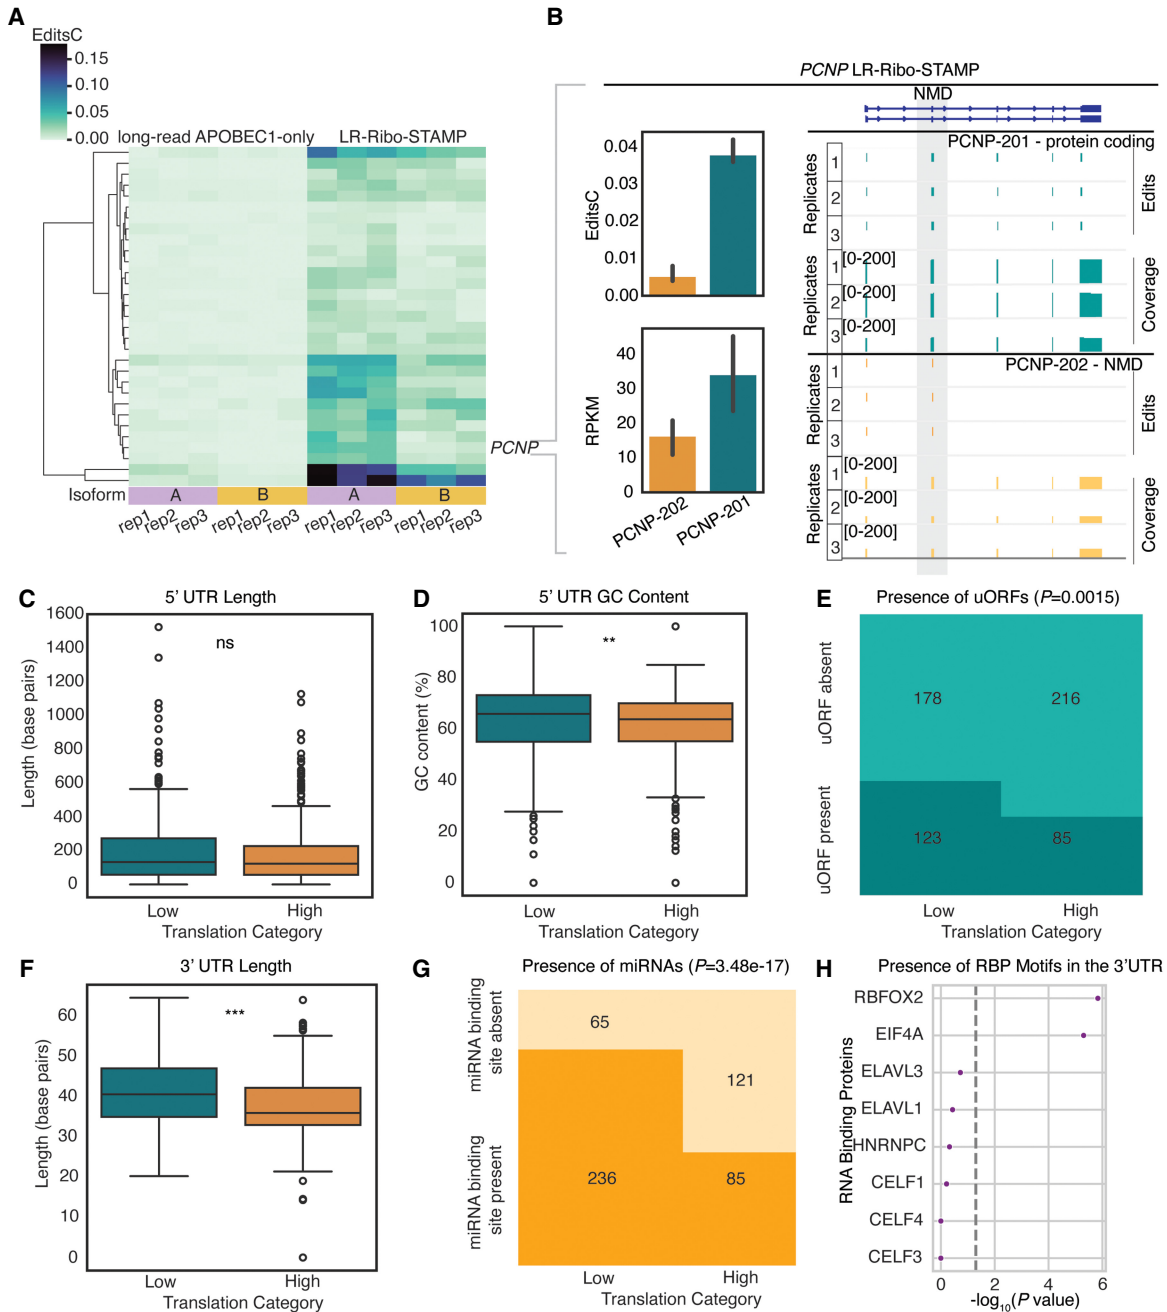 A
EditsC
0.15
0.10
0.05
0.00
long-read APOBEC1-only
LR-Ribo-STAMP
PCNP
Isoform
A
B
A
B
rep1
rep2
rep3
rep1
rep2
rep3
rep1
rep2
rep3
rep1
rep2
rep3
B
PCNP LR-Ribo-STAMP
NMD
EditsC
0.04
0.03
0.02
0.01
0.00
RPKM
40
30
20
10
0
PCNP-202
PCNP-201
PCNP-201 - protein coding
Replicates
1
2
3
Edits
Replicates
1
2
3
[0-200]
[0-200]
[0-200]
Coverage
PCNP-202 - NMD
Replicates
1
2
3
Edits
Replicates
1
2
3
[0-200]
[0-200]
[0-200]
Coverage
C
5’ UTR Length
Length (base pairs)
1600
1400
1200
1000
800
600
400
200
0
ns
Low
High
Translation Category
D
5’ UTR GC Content
GC content (%)
100
80
60
40
20
0
**
Low
High
Translation Category
E
Presence of uORFs (P=0.0015)
uORF absent
uORF present
178
216
123
85
Low
High
Translation Category
F
3’ UTR Length
Length (base pairs)
60
50
40
30
20
10
0
***
Low
High
Translation Category
G
Presence of miRNAs (P=3.48e-17)
miRNA binding
site absent
miRNA binding
site present
65
121
236
85
Low
High
Translation Category
H
Presence of RBP Motifs in the 3’UTR
RNA Binding Proteins
RBFOX2
EIF4A
ELAVL3
ELAVL1
HNRNPC
CELF1
CELF4
CELF3
0
2
4
6
-log10(P value)